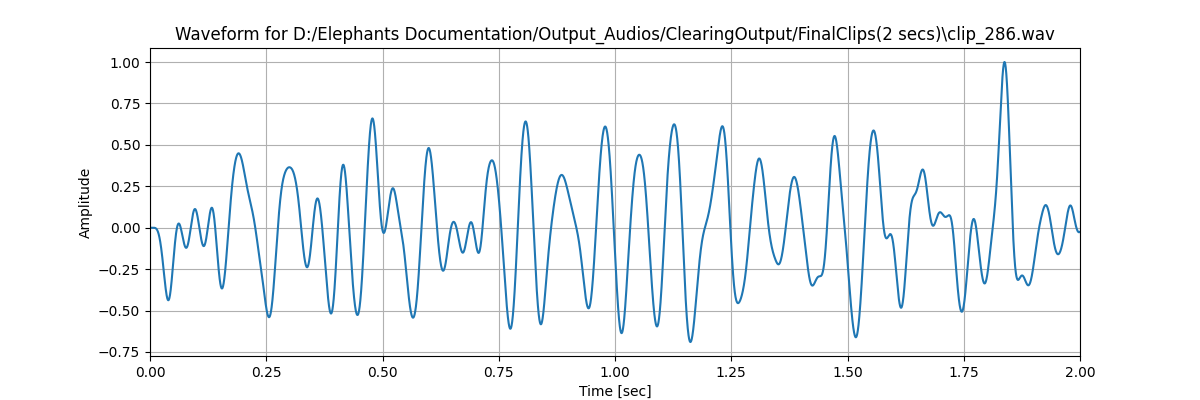 Waveform for D:/Elephants Documentation/Output_Audios/ClearingOutput/FinalClips(2 secs)\clip_286.wav
1.00
0.75
0.50
0.25
0.00
−0.25
−0.50
−0.75
Amplitude
0.00 0.25 0.50 0.75 1.00 1.25 1.50 1.75 2.00
Time [sec]